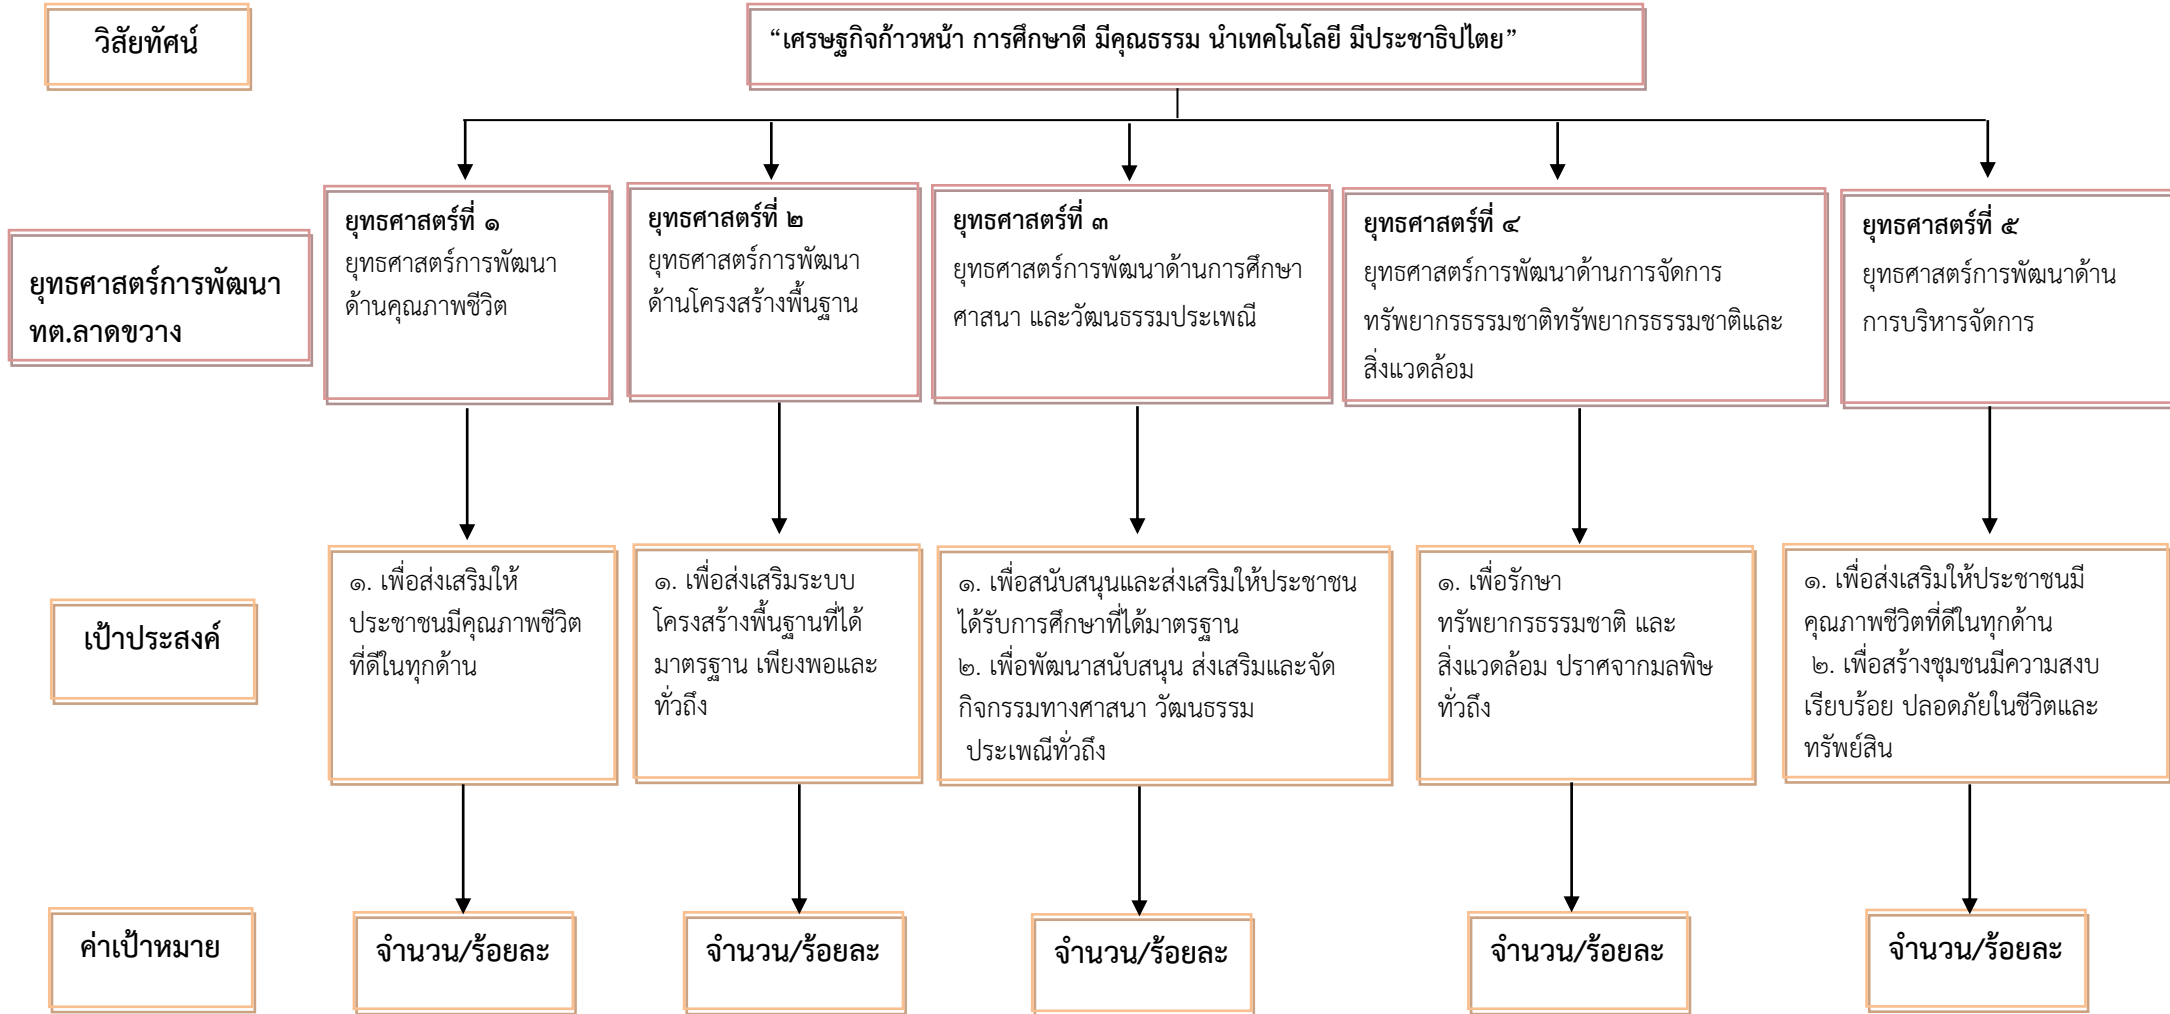 วิสัยทัศน์
“เศรษฐกิจก้าวหน้า การศึกษาดี มีคุณธรรม นำเทคโนโลยี มีประชาธิปไตย”
ยุทธศาสตร์การพัฒนา
ทต.ลาดขวาง
ยุทธศาสตร์ที่ ๑
ยุทธศาสตร์การพัฒนา
ด้านคุณภาพชีวิต
ยุทธศาสตร์ที่ ๒
ยุทธศาสตร์การพัฒนา
ด้านโครงสร้างพื้นฐาน
ยุทธศาสตร์ที่ ๓
ยุทธศาสตร์การพัฒนาด้านการศึกษา
ศาสนา และวัฒนธรรมประเพณี
ยุทธศาสตร์ที่ ๔
ยุทธศาสตร์การพัฒนาด้านการจัดการ
ทรัพยากรธรรมชาติทรัพยากรธรรมชาติและ
สิ่งแวดล้อม
ยุทธศาสตร์ที่ ๕
ยุทธศาสตร์การพัฒนาด้าน
การบริหารจัดการ
เป้าประสงค์
๑. เพื่อส่งเสริมให้
ประชาชนมีคุณภาพชีวิต
ที่ดีในทุกด้าน
๑. เพื่อส่งเสริมระบบ
โครงสร้างพื้นฐานที่ได้
มาตรฐาน เพียงพอและ
ทั่วถึง
๑. เพื่อสนับสนุนและส่งเสริมให้ประชาชน
ได้รับการศึกษาที่ได้มาตรฐาน
๒. เพื่อพัฒนาสนับสนุน ส่งเสริมและจัด
กิจกรรมทางศาสนา วัฒนธรรม
ประเพณีทั่วถึง
๑. เพื่อรักษา
ทรัพยากรธรรมชาติ และ
สิ่งแวดล้อม ปราศจากมลพิษ
ทั่วถึง
๑. เพื่อส่งเสริมให้ประชาชนมี
คุณภาพชีวิตที่ดีในทุกด้าน
๒. เพื่อสร้างชุมชนมีความสงบ
เรียบร้อย ปลอดภัยในชีวิตและ
ทรัพย์สิน
ค่าเป้าหมาย
จำนวน/ร้อยละ
จำนวน/ร้อยละ
จำนวน/ร้อยละ
จำนวน/ร้อยละ
จำนวน/ร้อยละ